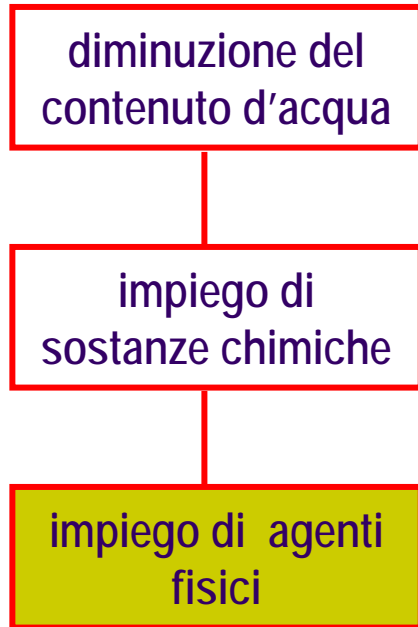 diminuzione del
contenuto d'acqua
impiego di
sostanze chimiche
impiego di agenti
fisici